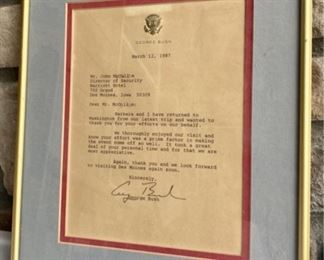 GEORGE BUSH
March 12, 1987
Mr. John
Director of Security
Marriott Hotel
700 Grand
Des Moines, Iowa 50309
Dear Mr.
Barbara and I have returned to
Washington from our latest trip and wanted to
thank you for your efforts on our behalf.
We thoroughly enjoyed our visit and
know your effort was a prime factor in making
the event come off so well. It took a great
deal of your personal time and for that we are
most appreciative.
Again, thank you and we look forward
to visiting Des Moines again soon.
Sincerely,
George Bush